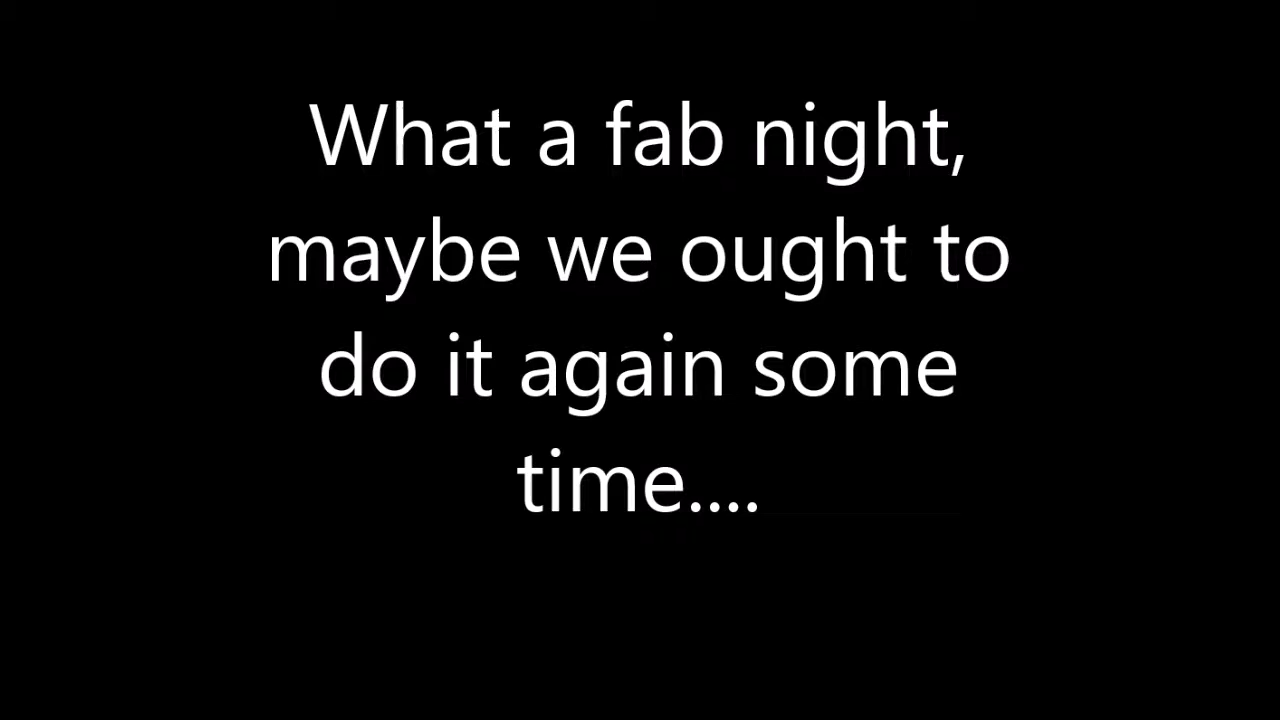 What a fab night,
maybe we ought to
do it again some
time....